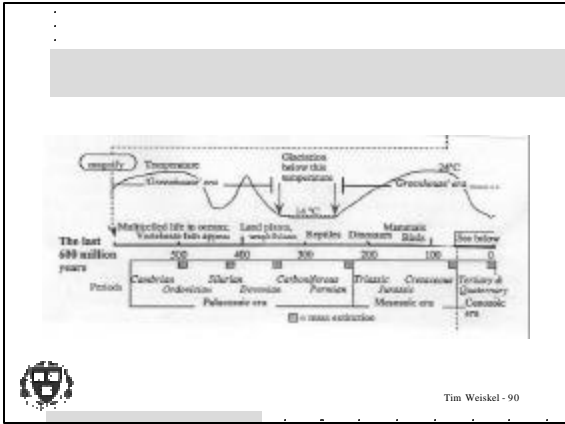 magnify Temperature
Glaciation
below this
temperature
24°C
'Greenhouse' era
'Greenhouse' era
Multicelled life in oceans,
Vertebrate fish appear
Land plants,
Reptiles Dinosaurs
Mammals
Birds
See below
The last
600 million
years
500 400 300 200 100 0
Periods
Cambrian Silurian Carboniferous Triassic Cretaceous Tertiary &
Ordovician Devonian Permian Jurassic Quaternary
Palaeozoic era Mesozoic era Cenozoic
era
= mass extinction
Tim Weiskel - 90